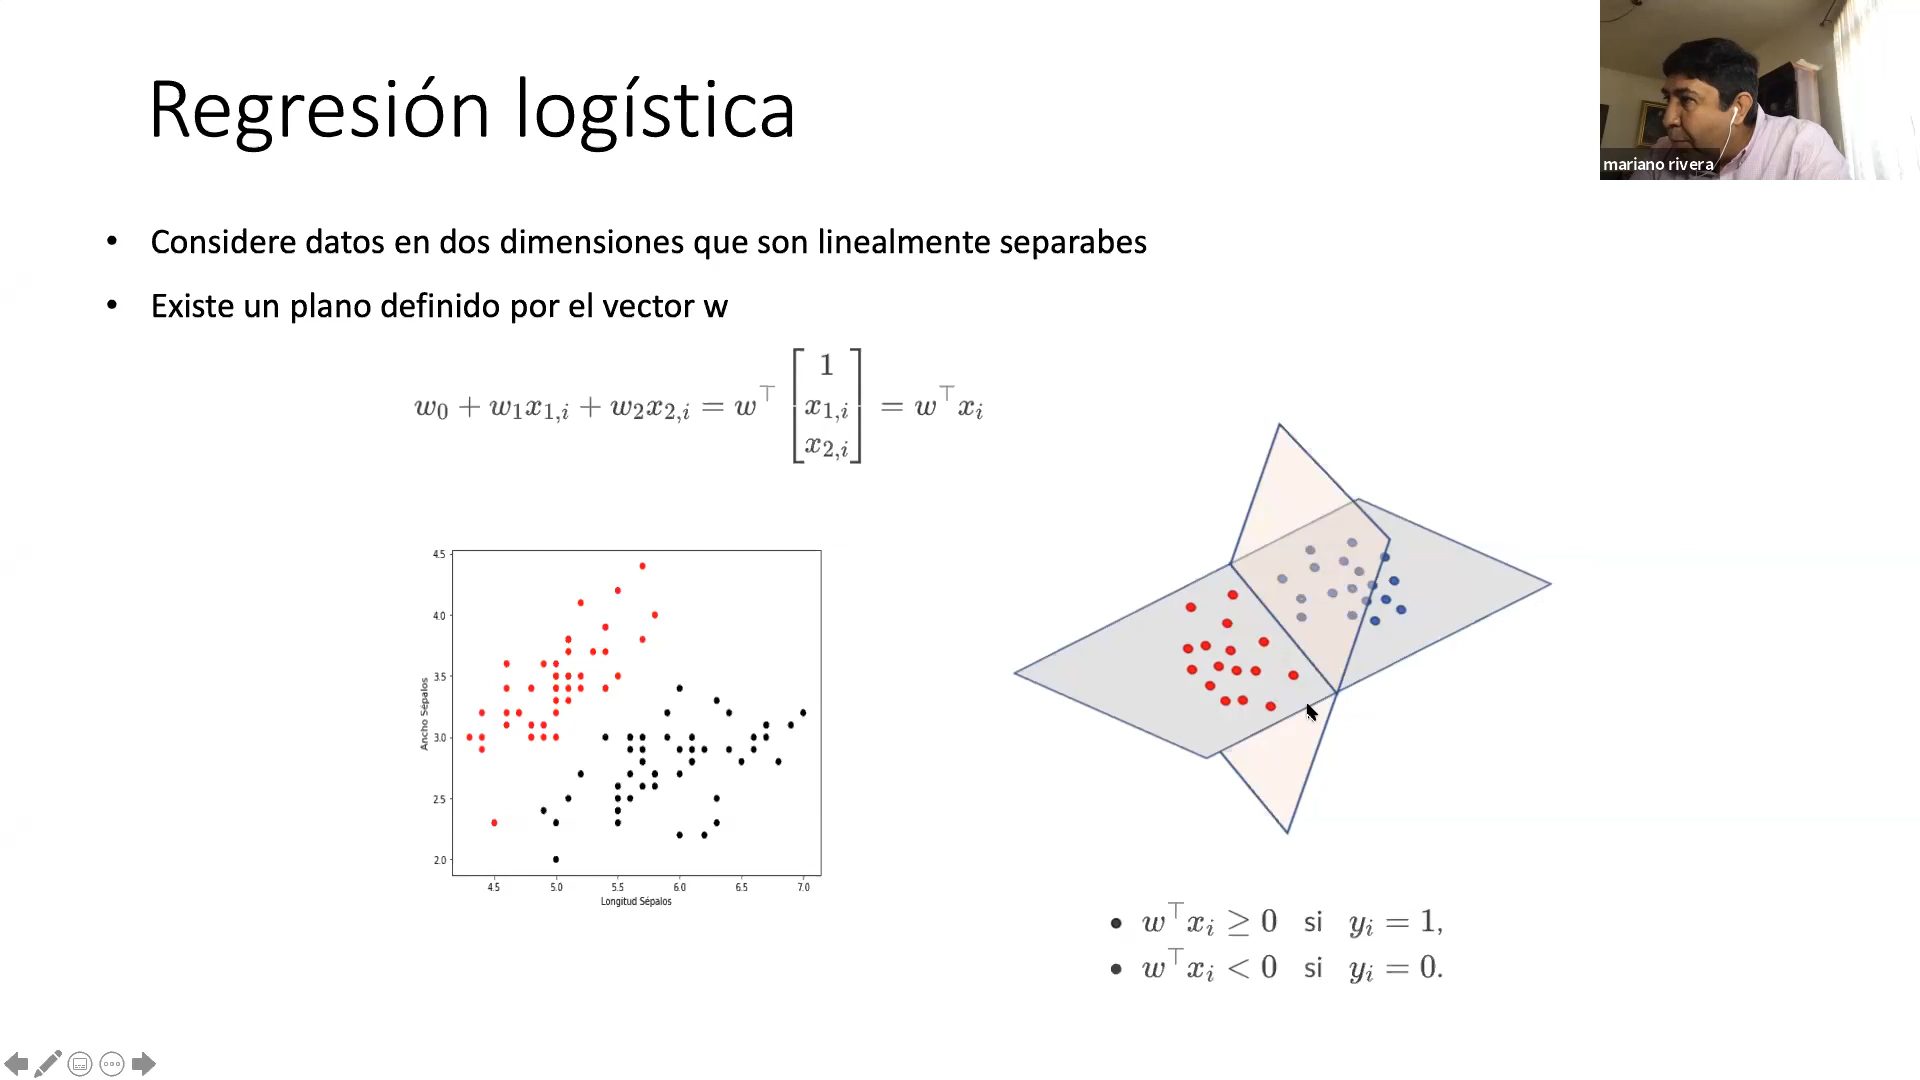 Regresión logística
mariano rivera
• Considere datos en dos dimensiones que son linealmente separabes
• Existe un plano definido por el vector w
w₀ + w₁x₁,ᵢ + w₂x₂,ᵢ = w^⊤ [1 x₁,ᵢ x₂,ᵢ] = w^⊤xᵢ
4.5
4.0
3.5
3.0
2.5
2.0
Ancho Sépalos
4.5 5.0 5.5 6.0 6.5 7.0
Longitud Sépalos
• w^⊤xᵢ ≥ 0 si yᵢ = 1,
• w^⊤xᵢ < 0 si yᵢ = 0.